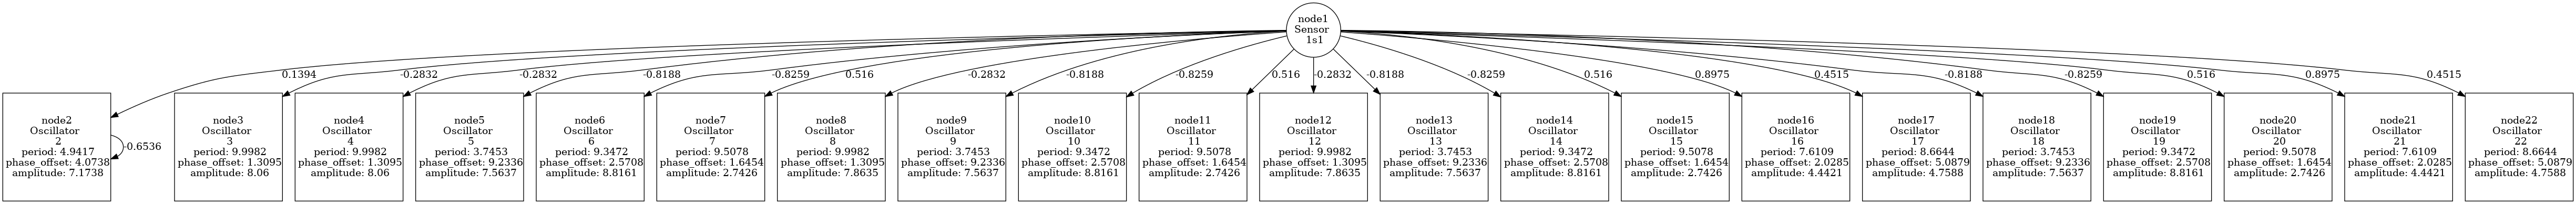 node1
Sensor
1s1
0.1394
-0.2832
-0.2832
-0.8188
-0.8259
0.516
-0.2832
-0.8188
-0.8259
0.516
-0.2832
-0.8188
-0.8259
0.516
0.8975
0.4515
-0.8188
-0.8259
0.516
0.8975
0.4515
-0.6536
node2
Oscillator
2
period: 4.9417
phase_offset: 4.0738
amplitude: 7.1738
node3
Oscillator
3
period: 9.9982
phase_offset: 1.3095
amplitude: 8.06
node4
Oscillator
4
period: 9.9982
phase_offset: 1.3095
amplitude: 8.06
node5
Oscillator
5
period: 3.7453
phase_offset: 9.2336
amplitude: 7.5637
node6
Oscillator
6
period: 9.3472
phase_offset: 2.5708
amplitude: 8.8161
node7
Oscillator
7
period: 9.5078
phase_offset: 1.6454
amplitude: 2.7426
node8
Oscillator
8
period: 9.9982
phase_offset: 1.3095
amplitude: 7.8635
node9
Oscillator
9
period: 3.7453
phase_offset: 9.2336
amplitude: 7.5637
node10
Oscillator
10
period: 9.3472
phase_offset: 2.5708
amplitude: 8.8161
node11
Oscillator
11
period: 9.5078
phase_offset: 1.6454
amplitude: 2.7426
node12
Oscillator
12
period: 9.9982
phase_offset: 1.3095
amplitude: 7.8635
node13
Oscillator
13
period: 3.7453
phase_offset: 9.2336
amplitude: 7.5637
node14
Oscillator
14
period: 9.3472
phase_offset: 2.5708
amplitude: 8.8161
node15
Oscillator
15
period: 9.5078
phase_offset: 1.6454
amplitude: 2.7426
node16
Oscillator
16
period: 7.6109
phase_offset: 2.0285
amplitude: 4.4421
node17
Oscillator
17
period: 8.6644
phase_offset: 5.0879
amplitude: 4.7588
node18
Oscillator
18
period: 3.7453
phase_offset: 9.2336
amplitude: 7.5637
node19
Oscillator
19
period: 9.3472
phase_offset: 2.5708
amplitude: 8.8161
node20
Oscillator
20
period: 9.5078
phase_offset: 1.6454
amplitude: 2.7426
node21
Oscillator
21
period: 7.6109
phase_offset: 2.0285
amplitude: 4.4421
node22
Oscillator
22
period: 8.6644
phase_offset: 5.0879
amplitude: 4.7588